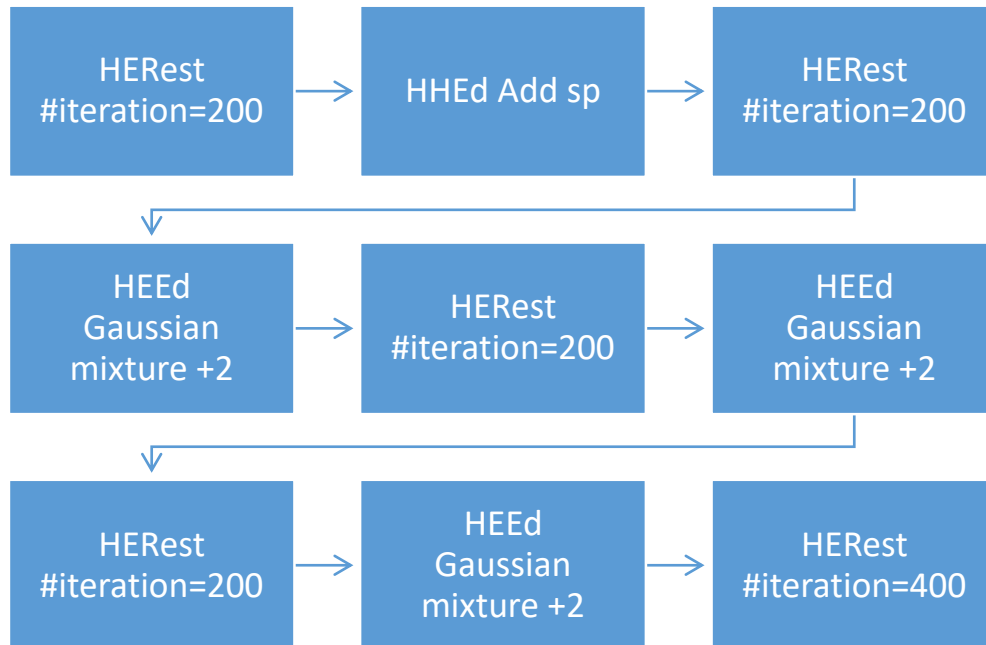 HERest
#iteration=200
HHEd Add sp
HERest
#iteration=200
HEEd
Gaussian
mixture +2
HERest
#iteration=200
HEEd
Gaussian
mixture +2
HERest
#iteration=200
HEEd
Gaussian
mixture +2
HERest
#iteration=400